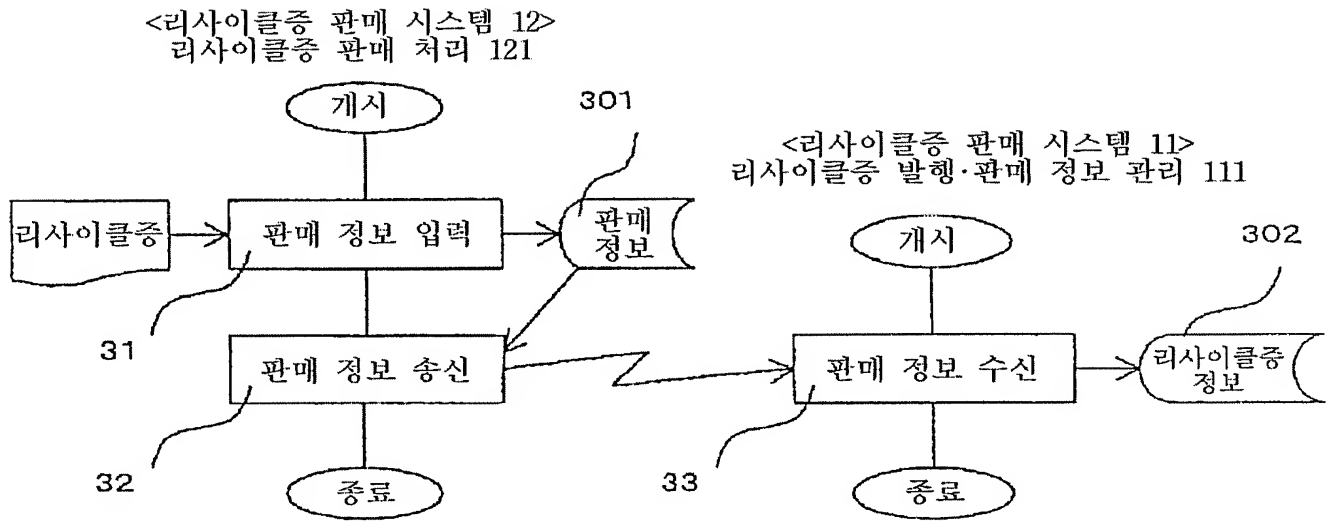 <리사이클증 판매 시스템 12>
리사이클증 판매 처리 121
개시
301
리사이클증
판매 정보 입력
판매
정보
31
판매 정보 송신
32
종료
<리사이클증 판매 시스템 11>
리사이클증 발행·판매 정보 관리 111
개시
302
판매 정보 수신
리사이클증
정보
33
종료